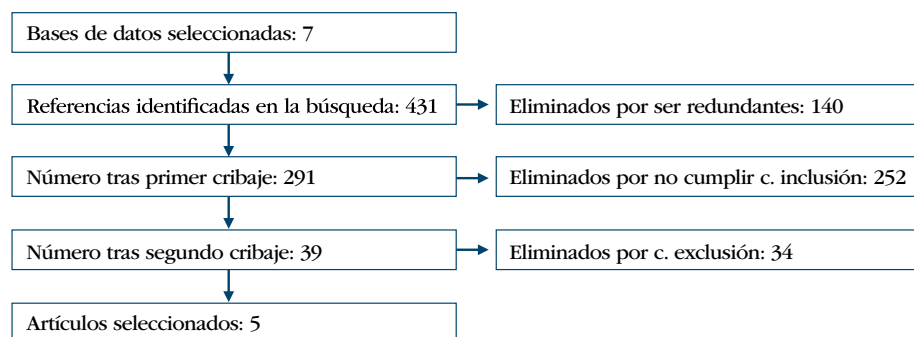 Bases de datos seleccionadas: 7
Referencias identificadas en la búsqueda: 431
Eliminados por ser redundantes: 140
Número tras primer cribaje: 291
Eliminados por no cumplir c. inclusión: 252
Número tras segundo cribaje: 39
Eliminados por c. exclusión: 34
Artículos seleccionados: 5